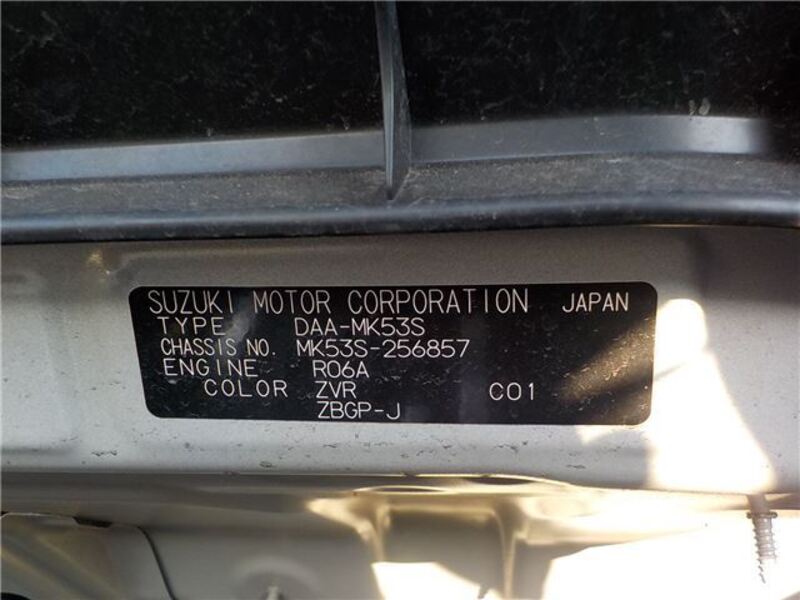 SUZUKI MOTOR CORPORATION JAPAN
TYPE DAA-MK53S
CHASSIS NO. MK53S-256857
ENGINE R06A
COLOR ZVR C01
ZBGP-J